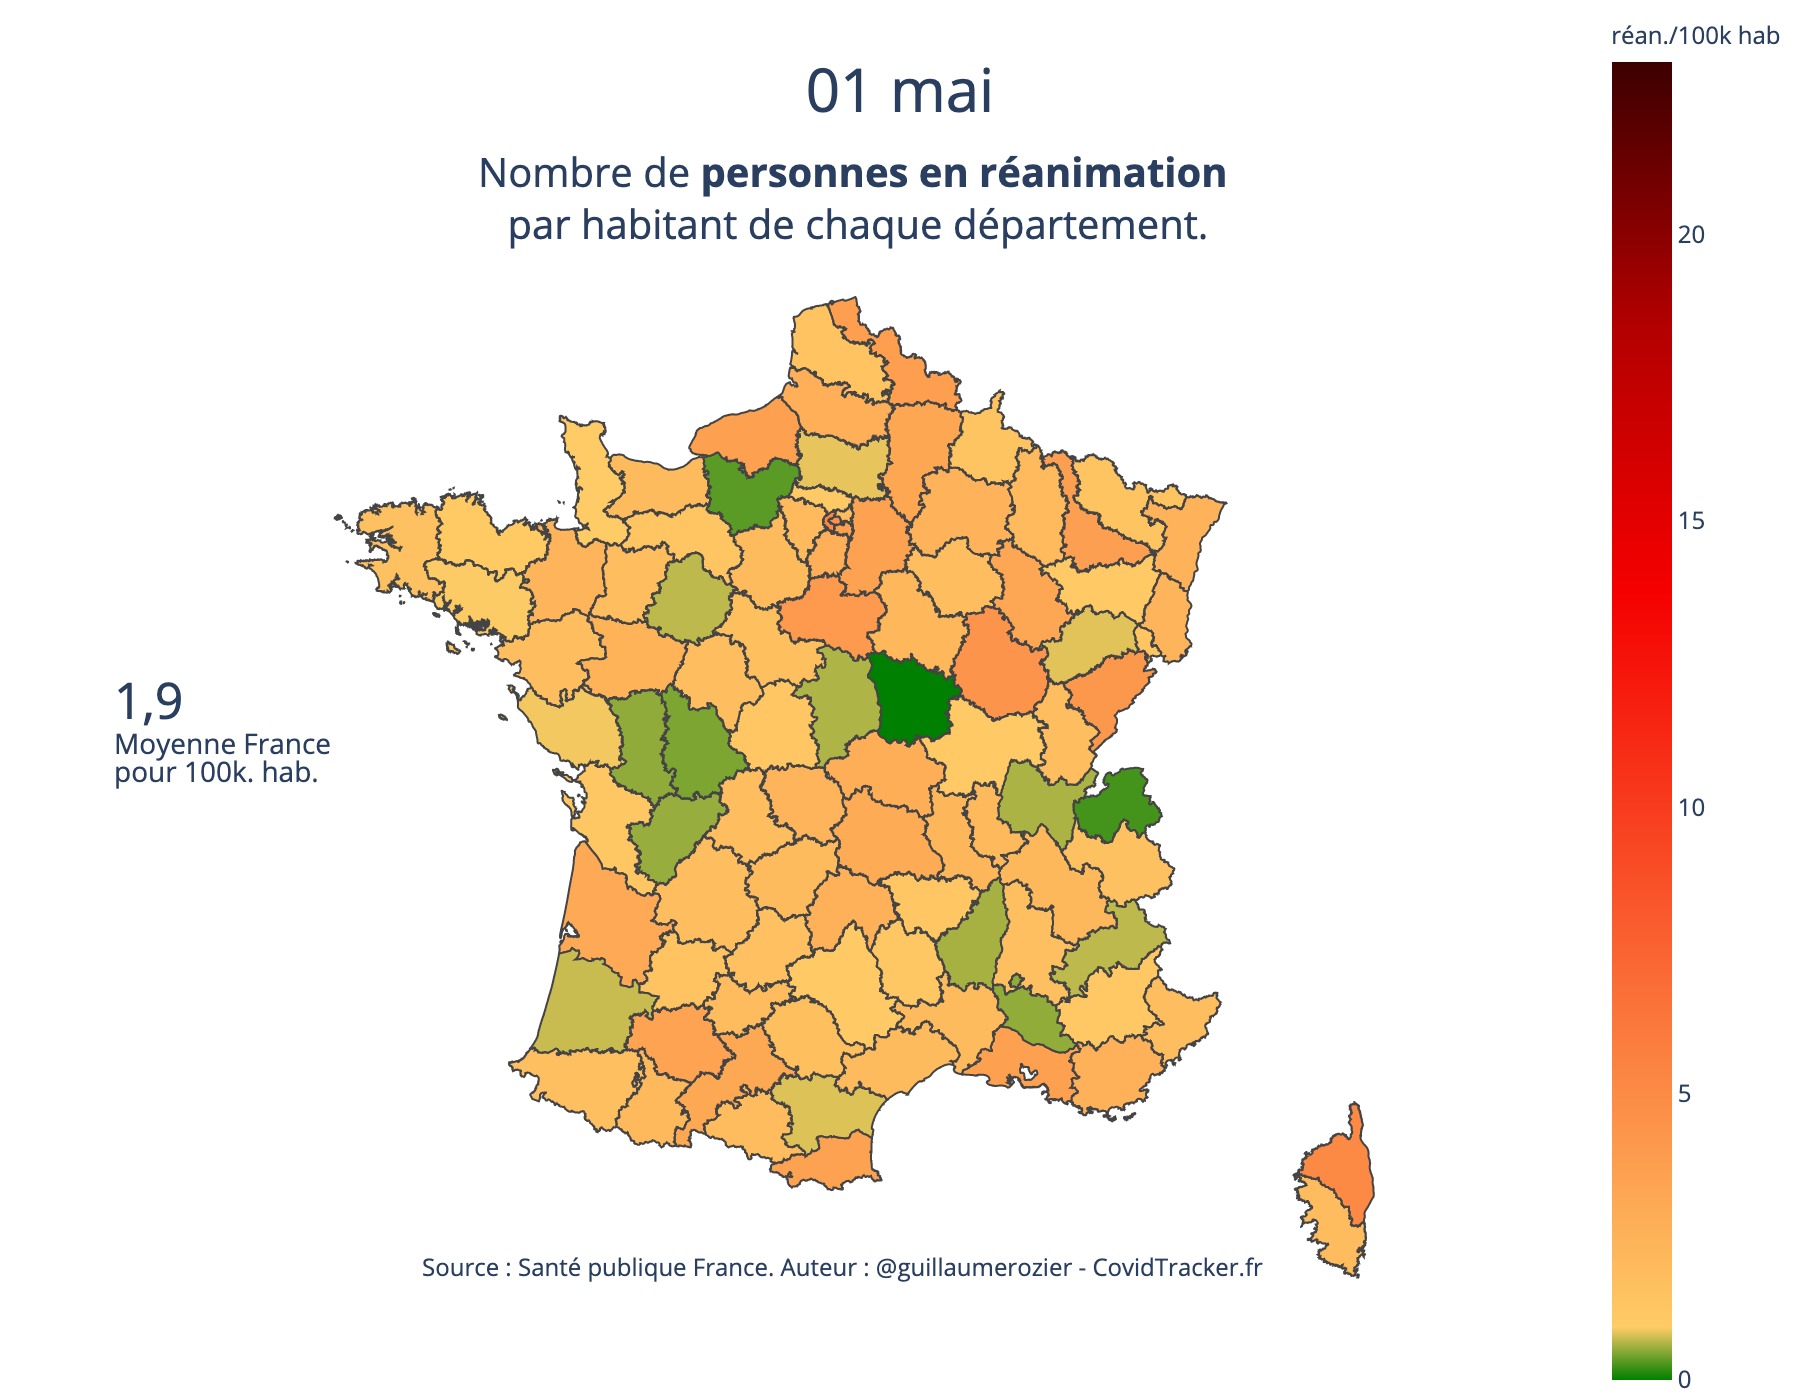 réan./100k hab
01 mai
Nombre de personnes en réanimation
par habitant de chaque département.
20
15
1,9
Moyenne France
pour 100k. hab.
10
5
Source : Santé publique France. Auteur : @guillaumerozier - CovidTracker.fr
0